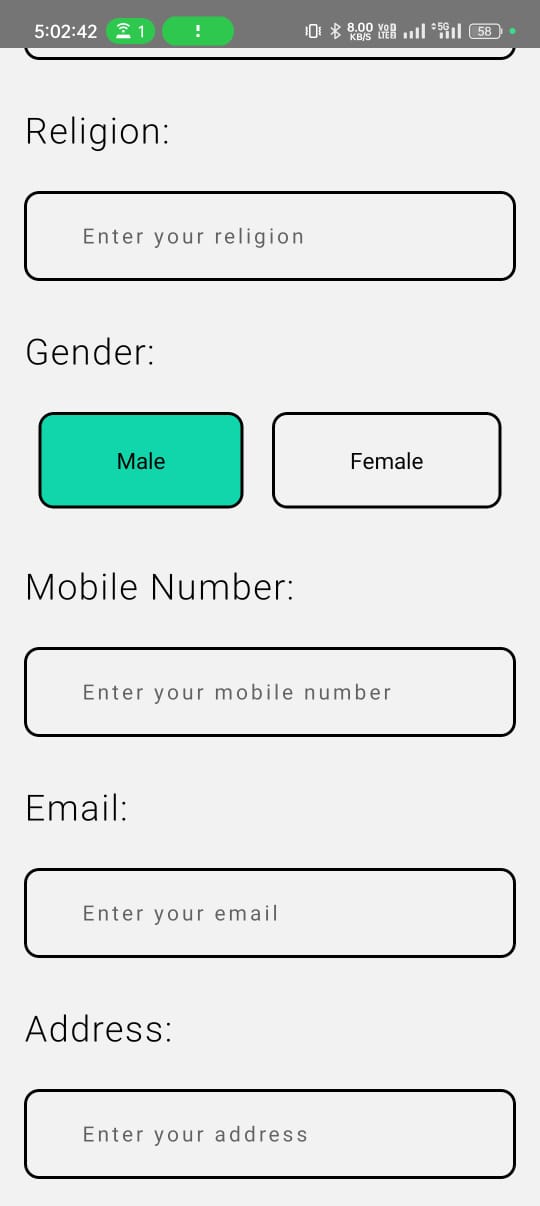 5:02:42 1 ! 8.00 KB/S Vo LTE 5G 58
Religion:
Enter your religion
Gender:
Male Female
Mobile Number:
Enter your mobile number
Email:
Enter your email
Address:
Enter your address